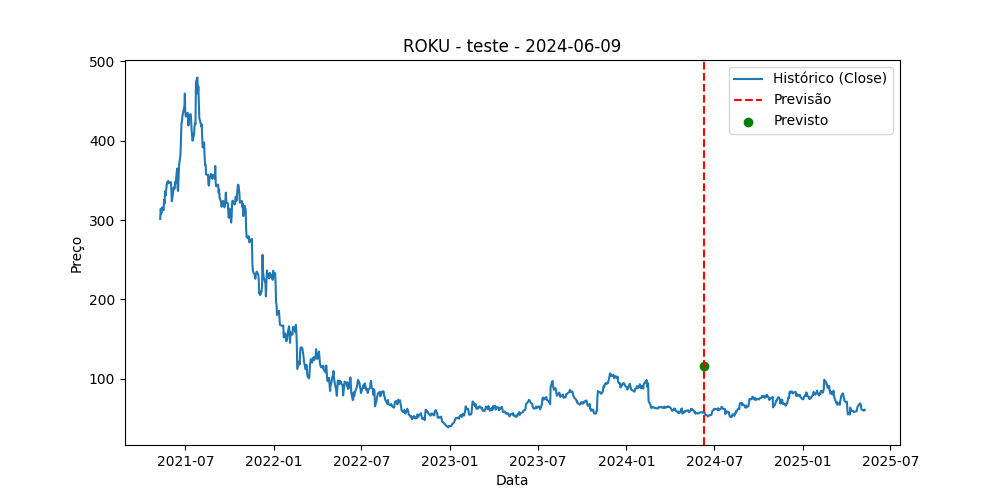 ROKU - teste - 2024-06-09
500
400
300
200
100
Preço
Histórico (Close)
Previsão
Previsto
2021-07 2022-01 2022-07 2023-01 2023-07 2024-01 2024-07 2025-01 2025-07
Data